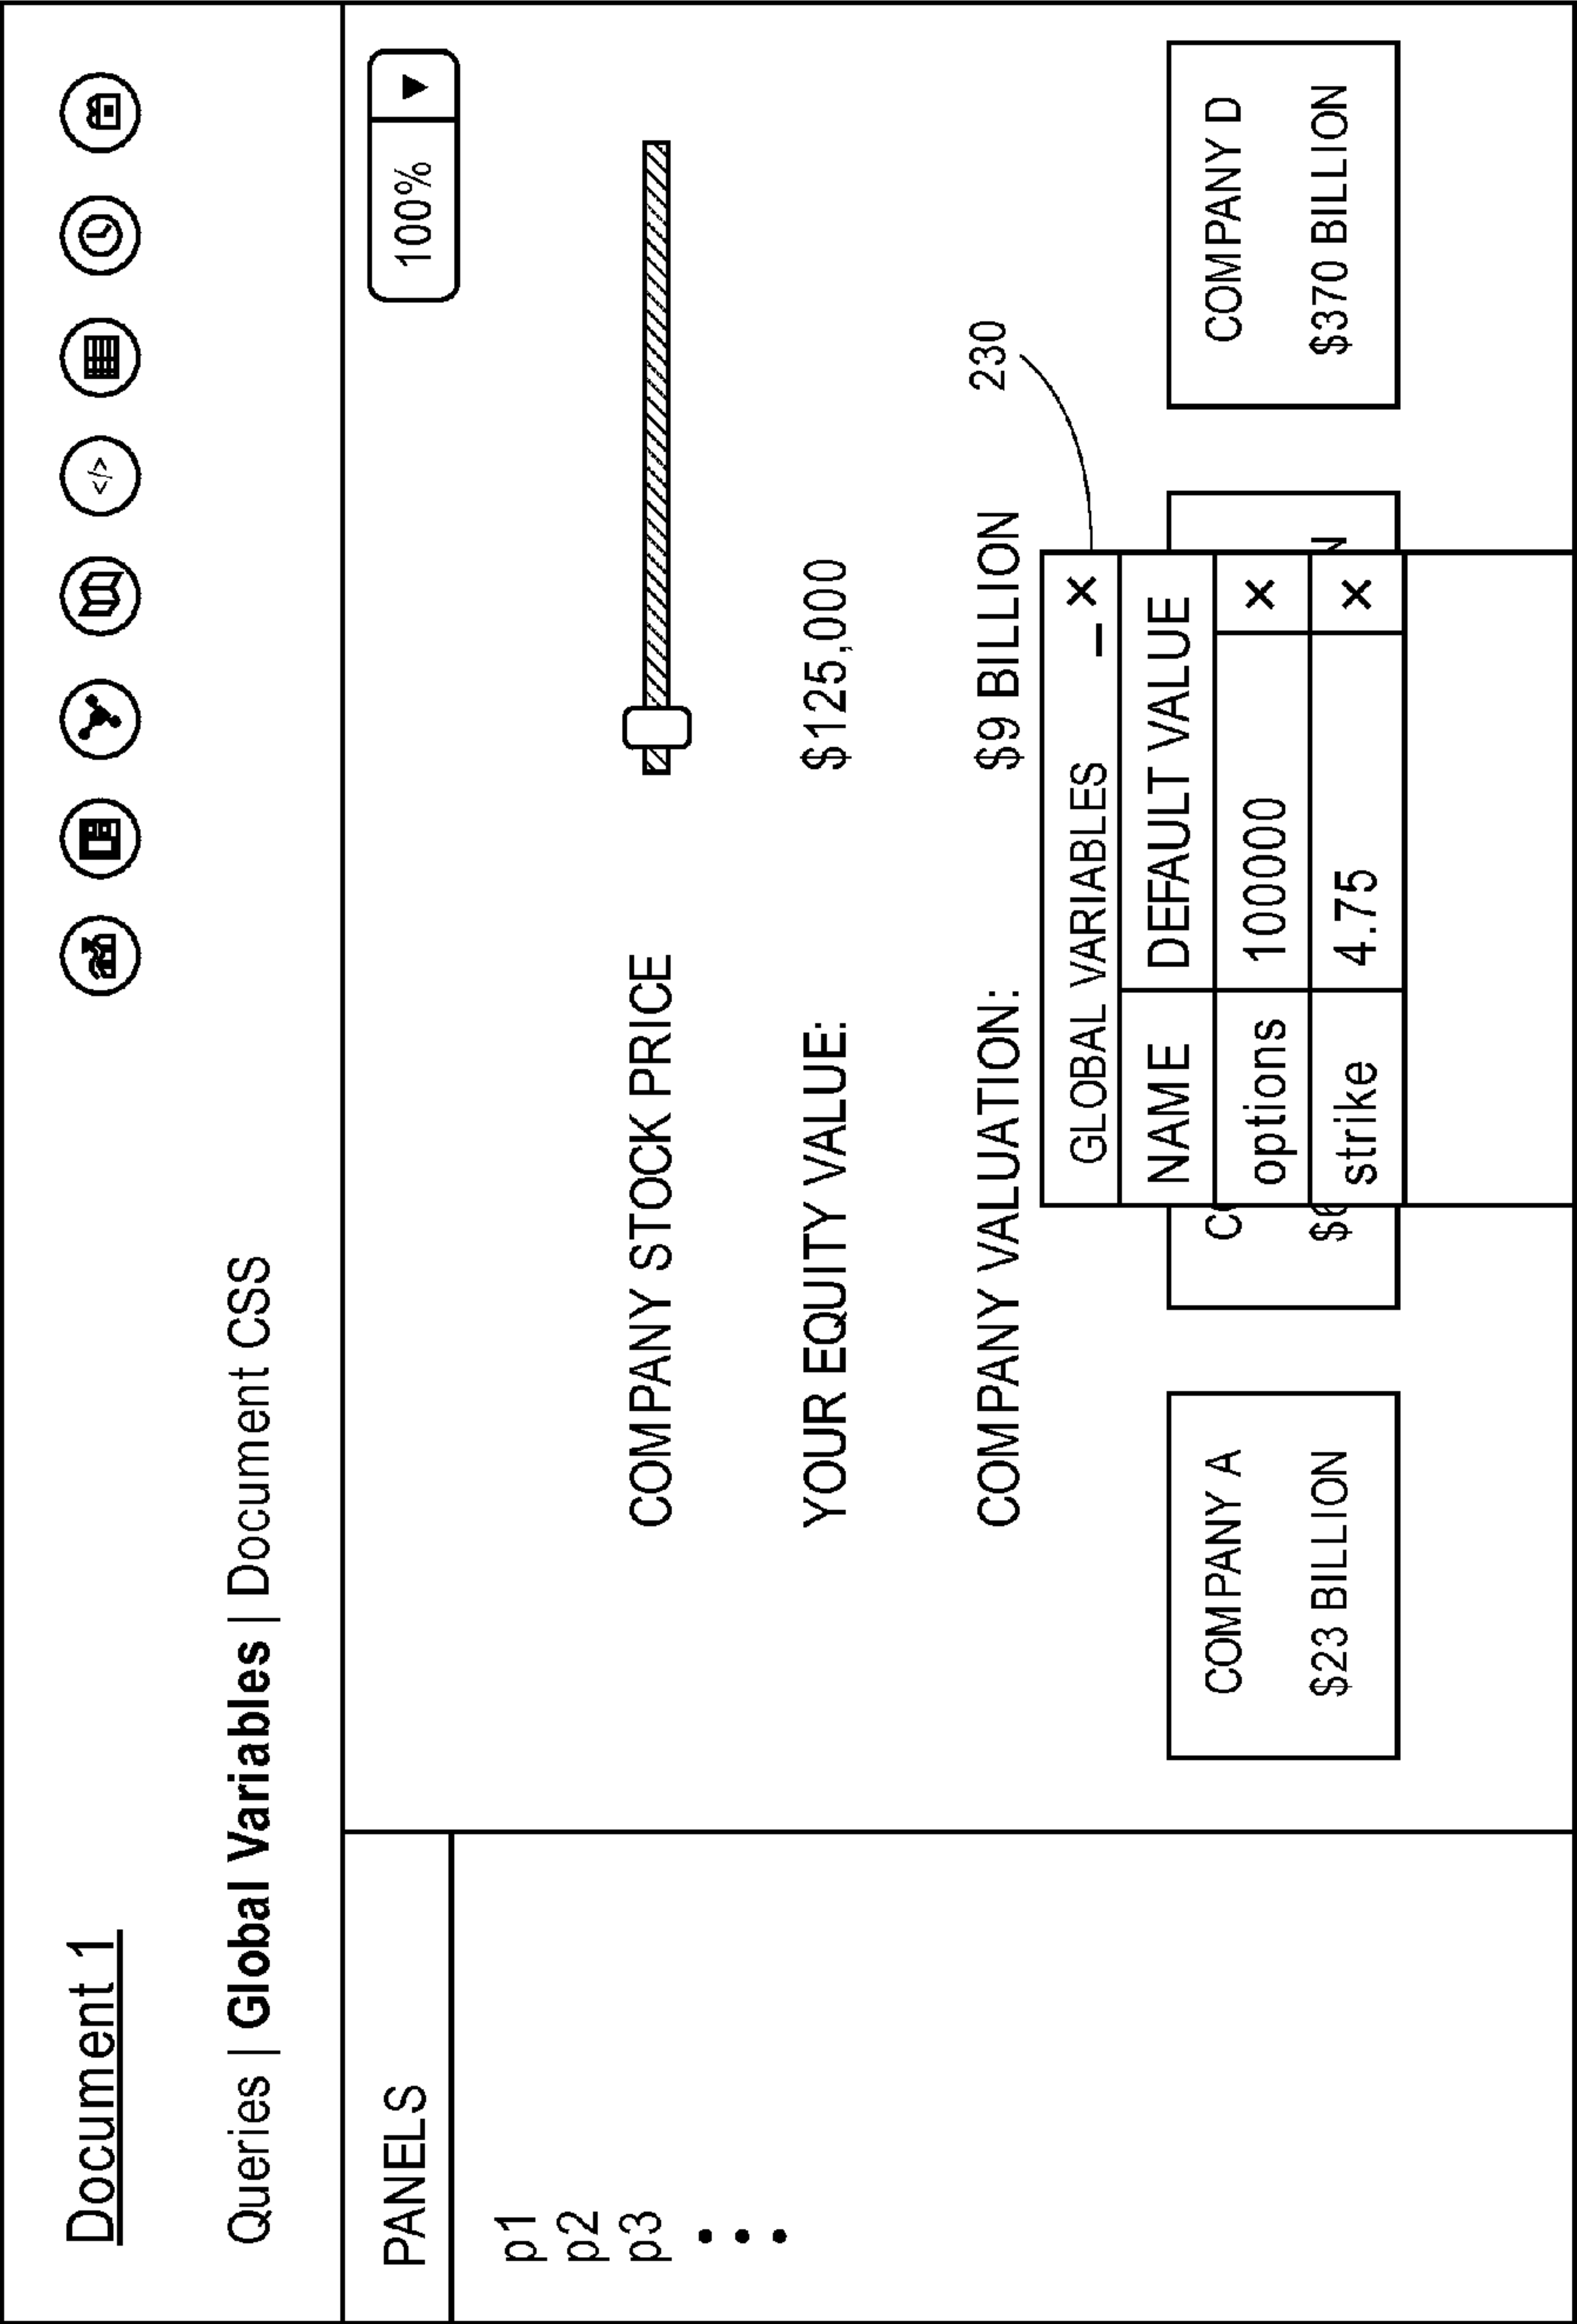 Document 1
Queries | Global Variables | Document CSS
PANELS
100%
p1
p2
p3
COMPANY STOCK PRICE
YOUR EQUITY VALUE: $125,000
COMPANY VALUATION: $9 BILLION
230
GLOBAL VARIABLES _ ×
NAME DEFAULT VALUE
options 100000 ×
strike 4.75 ×
COMPANY A
$23 BILLION
COMPANY D
$370 BILLION